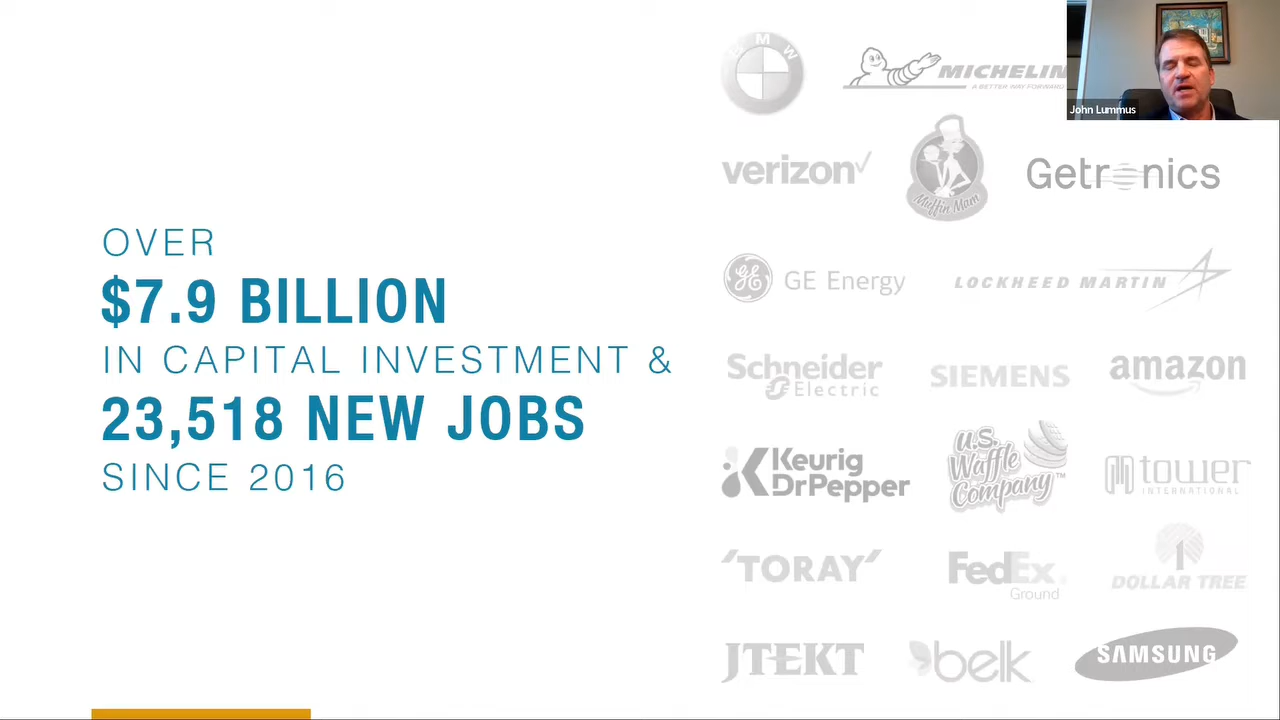 OVER
$7.9 BILLION
IN CAPITAL INVESTMENT &
23,518 NEW JOBS
SINCE 2016
BMW
MICHELIN
A BETTER WAY FORWARD
John Lummus
verizon
Muffin Mam
Getronics
GE
GE Energy
LOCKHEED MARTIN
Schneider
Electric
SIEMENS
amazon
Keurig
DrPepper
U.S.
Waffle
Company™
tower
INTERNATIONAL
TORAY
FedEx
Ground
DOLLAR TREE
JTEKT
belk
SAMSUNG